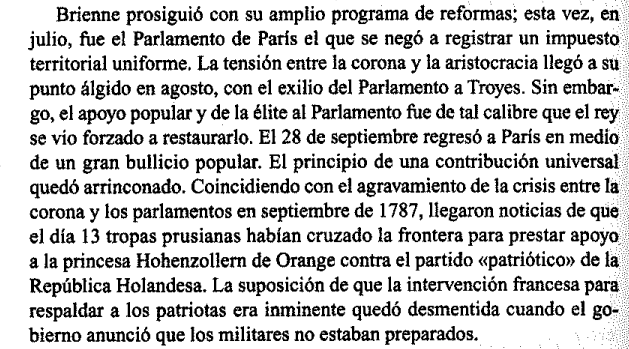 Brienne prosiguió con su amplio programa de reformas; esta vez, en
julio, fue el Parlamento de París el que se negó a registrar un impuesto
territorial uniforme. La tensión entre la corona y la aristocracia llegó a su
punto álgido en agosto, con el exilio del Parlamento a Troyes. Sin embar-
go, el apoyo popular y de la élite al Parlamento fue de tal calibre que el rey
se vio forzado a restaurarlo. El 28 de septiembre regresó a París en medio
de un gran bullicio popular. El principio de una contribución universal
quedó arrinconado. Coincidiendo con el agravamiento de la crisis entre la
corona y los parlamentos en septiembre de 1787, llegaron noticias de que
el día 13 tropas prusianas habían cruzado la frontera para prestar apoyo
a la princesa Hohenzollern de Orange contra el partido «patriótico» de la
República Holandesa. La suposición de que la intervención francesa para
respaldar a los patriotas era inminente quedó desmentida cuando el go-
bierno anunció que los militares no estaban preparados.